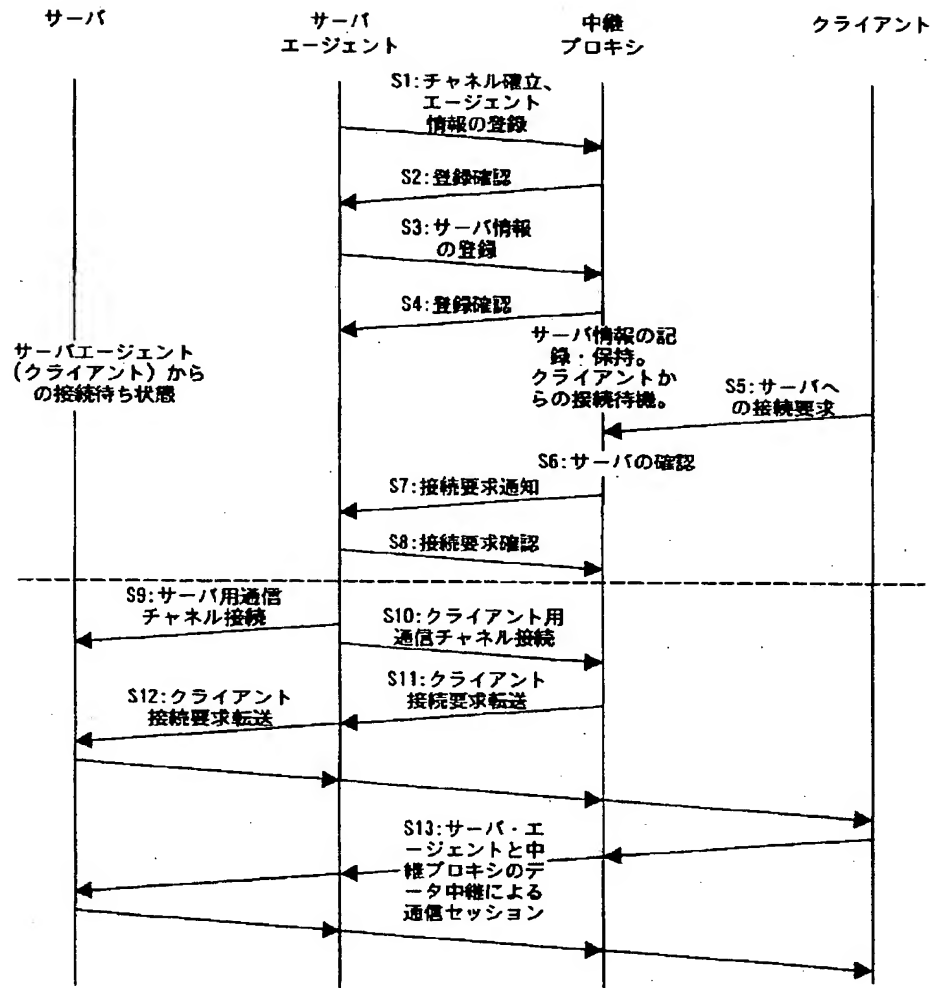 サーバ
サーバ
エージェント
中継
プロキシ
クライアント
S1:チャネル確立、
エージェント
情報の登録
S2:登録確認
S3:サーバ情報
の登録
S4:登録確認
サーバエージェント
(クライアント)から
の接続待ち状態
サーバ情報の記
録・保持。
クライアントか
らの接続待機。
S5:サーバへ
の接続要求
S6:サーバの確認
S7:接続要求通知
S8:接続要求確認
S9:サーバ用通信
チャネル接続
S10:クライアント用
通信チャネル接続
S11:クライアント
接続要求転送
S12:クライアント
接続要求転送
S13:サーバ・エ
ージェントと中
継プロキシのデ
ータ中継による
通信セッション